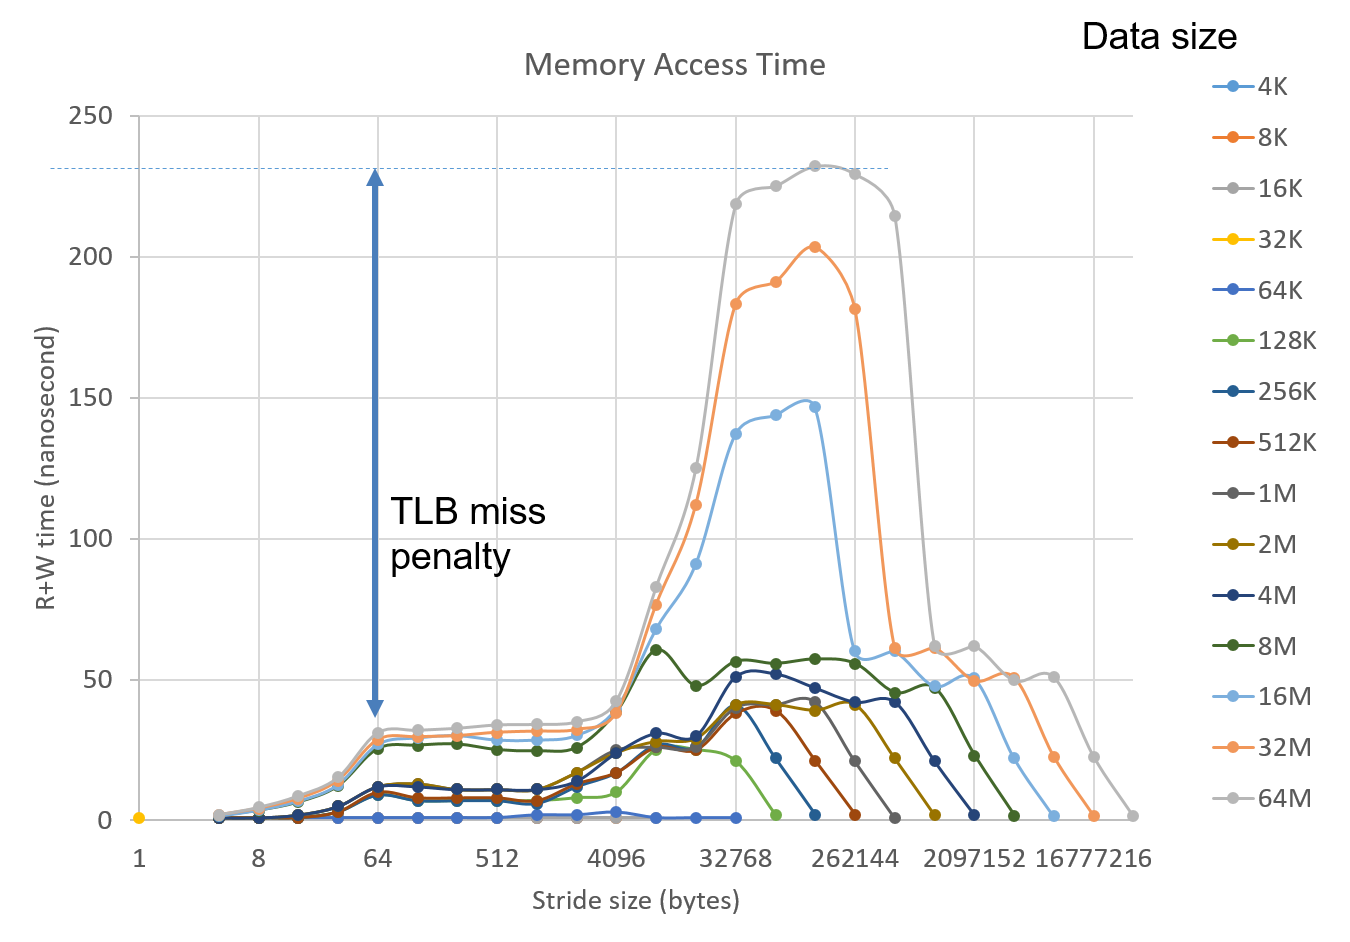 Data size
Memory Access Time
250
200
150
100
50
0
R+W time (nanosecond)
TLB miss
penalty
1
8
64
512
4096
32768
262144
2097152
16777216
Stride size (bytes)
4K
8K
16K
32K
64K
128K
256K
512K
1M
2M
4M
8M
16M
32M
64M